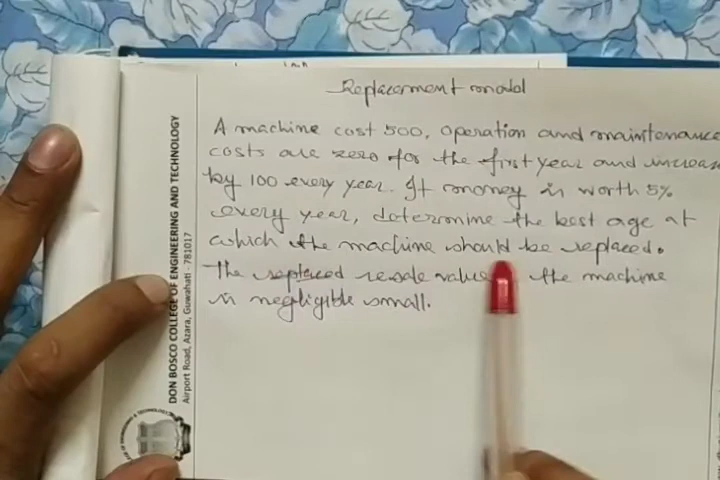 Replacement model
A machine cost 500, operation and maintenance
costs are zero for the first year and increase
by 100 every year. If money is worth 5%
every year, determine the best age at
which the machine should be replaced.
The replaced resale value the machine
is negligible small.
DON BOSCO COLLEGE OF ENGINEERING AND TECHNOLOGY
Airport Road, Azara, Guwahati - 781017